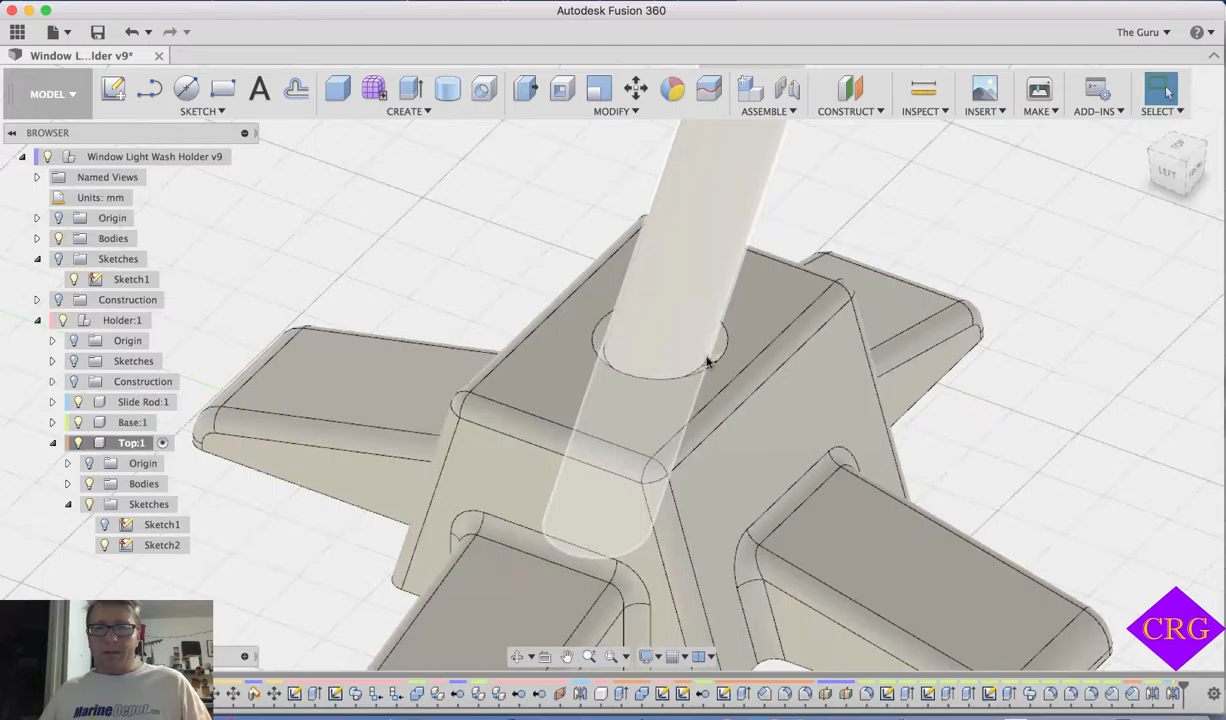 Autodesk Fusion 360
The Guru
Window L...lder v9*
MODEL
SKETCH
CREATE
MODIFY
ASSEMBLE
CONSTRUCT
INSPECT
INSERT
MAKE
ADD-INS
SELECT
BROWSER
Window Light Wash Holder v9
Named Views
Units: mm
Origin
Bodies
Sketches
Sketch1
Construction
Holder:1
Origin
Sketches
Construction
Slide Rod:1
Base:1
Top:1
Origin
Bodies
Sketches
Sketch1
Sketch2
LEFT
CRG
MarineDepot